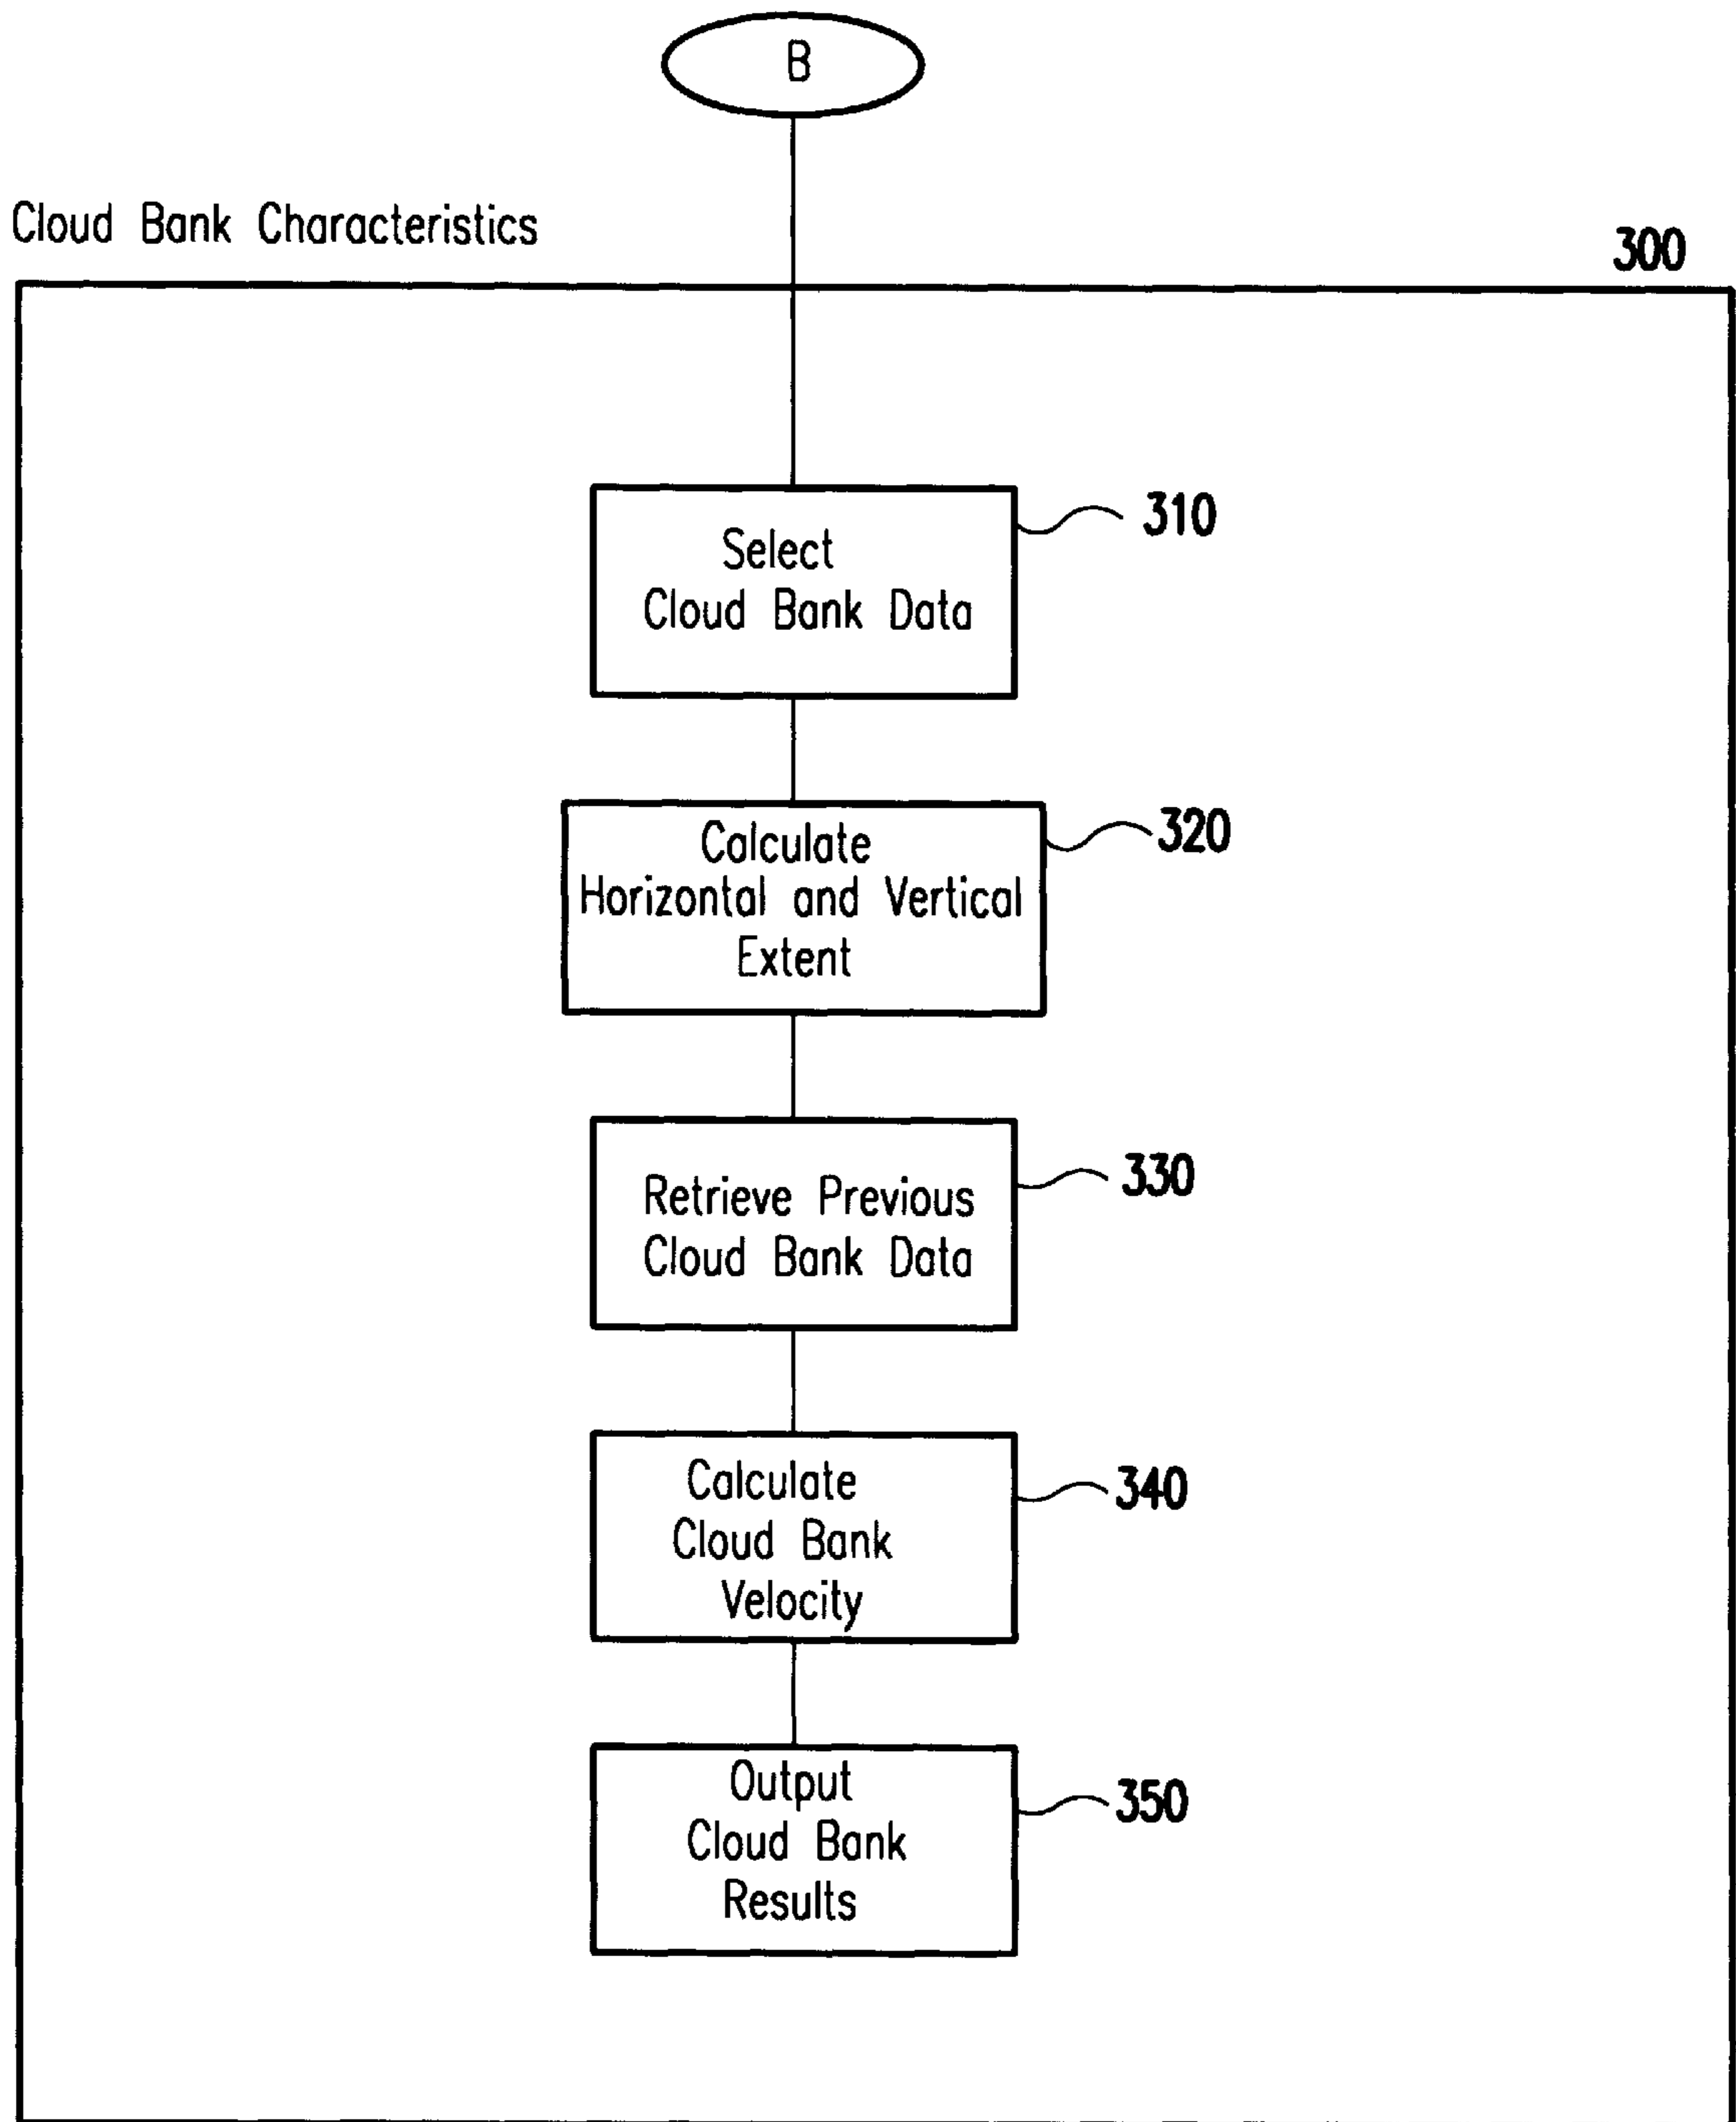 B
Cloud Bank Characteristics
300
Select
Cloud Bank Data
310
Calculate
Horizontal and Vertical
Extent
320
Retrieve Previous
Cloud Bank Data
330
Calculate
Cloud Bank
Velocity
340
Output
Cloud Bank
Results
350